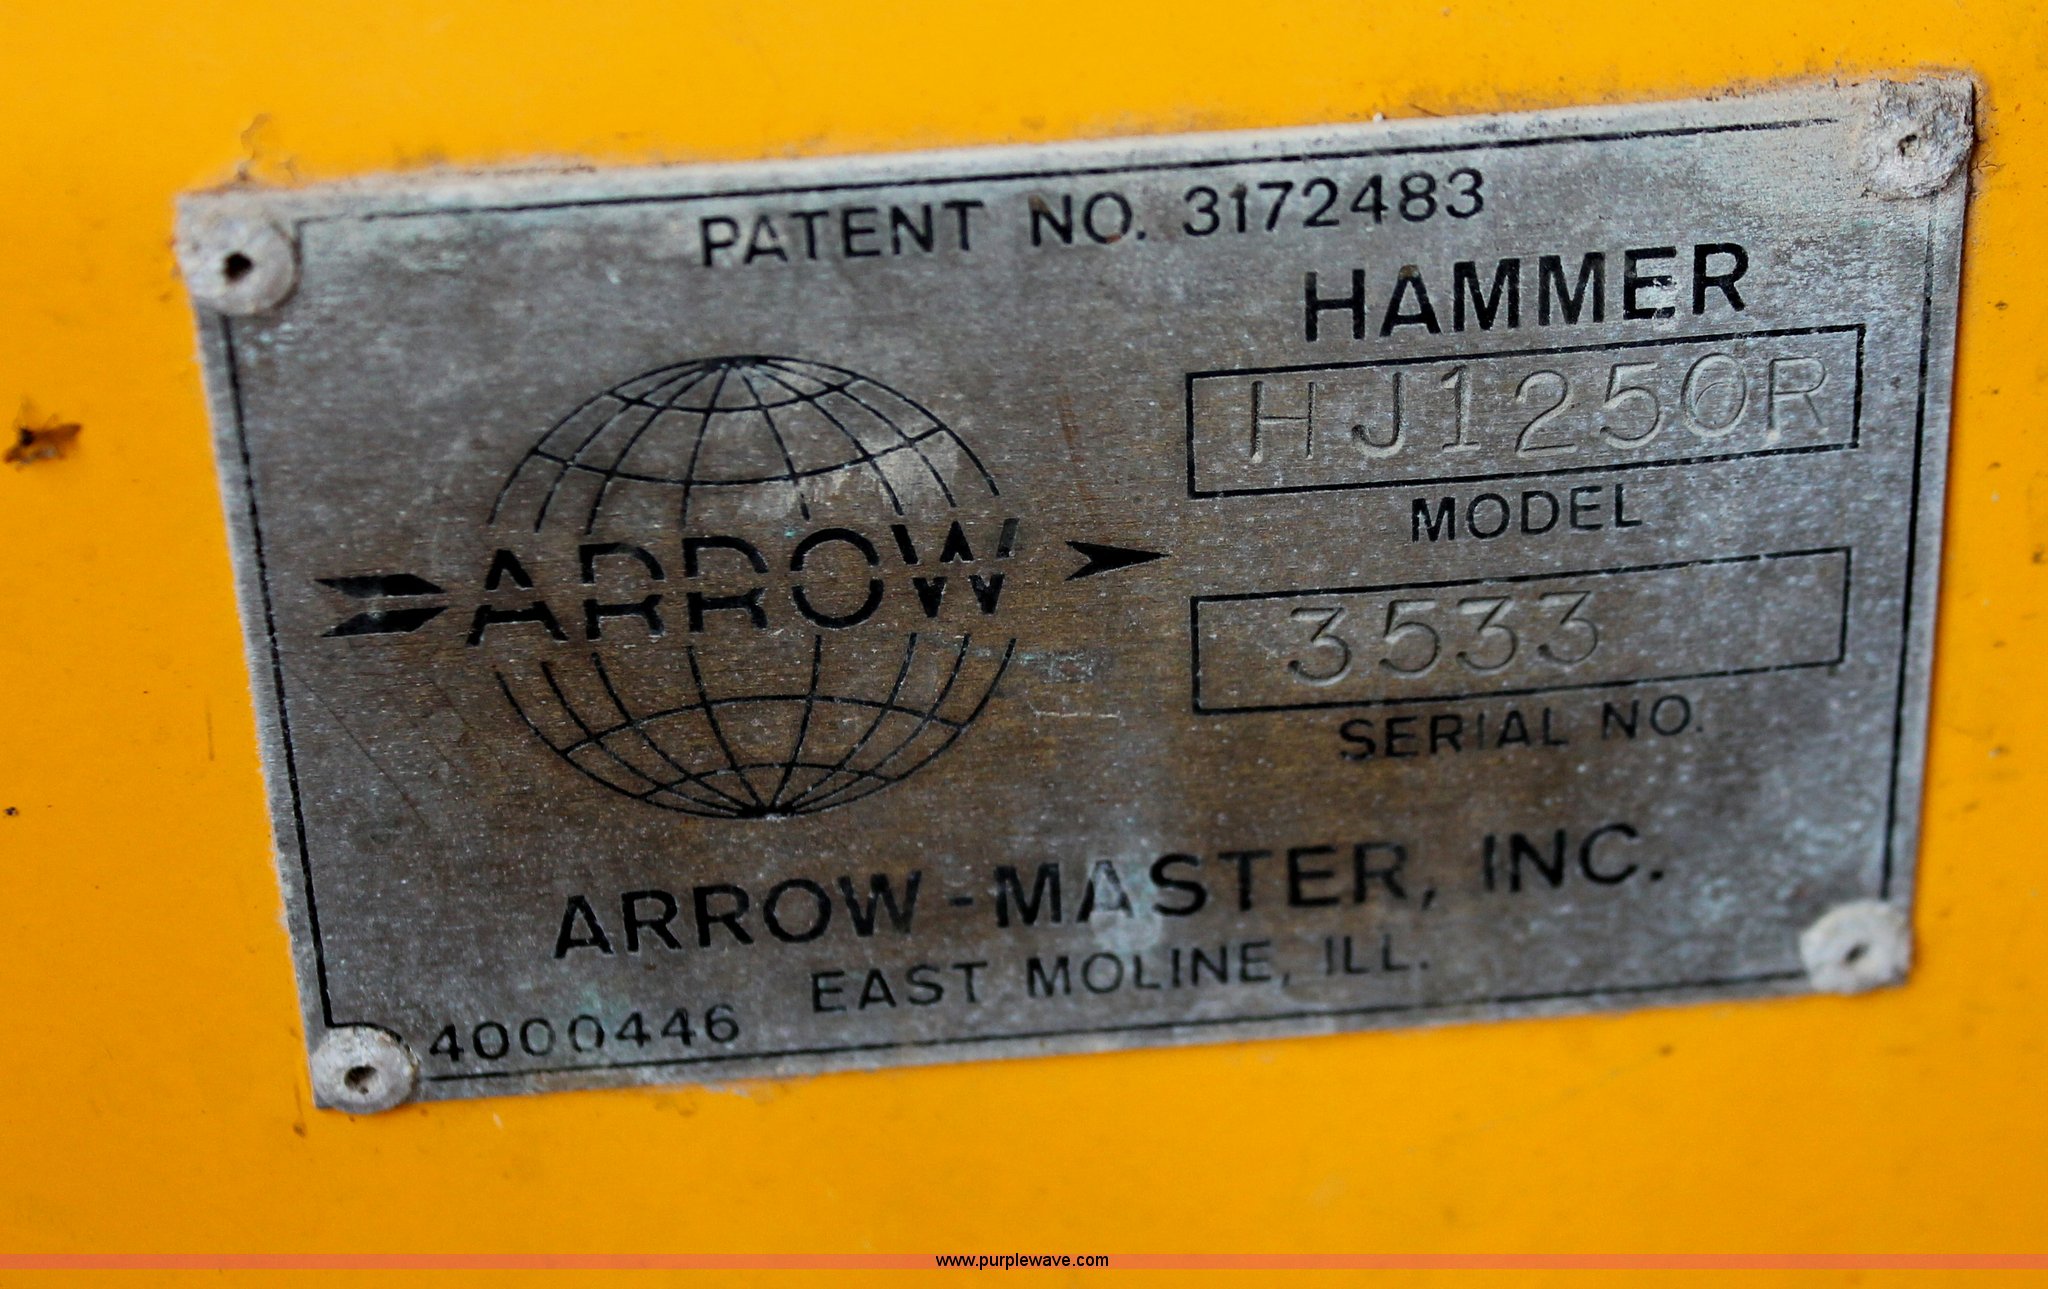 PATENT NO. 3172483
HAMMER
HJ1250R
MODEL
ARROW
3533
SERIAL NO.
ARROW-MASTER, INC.
EAST MOLINE, ILL.
4000446
www.purplewave.com